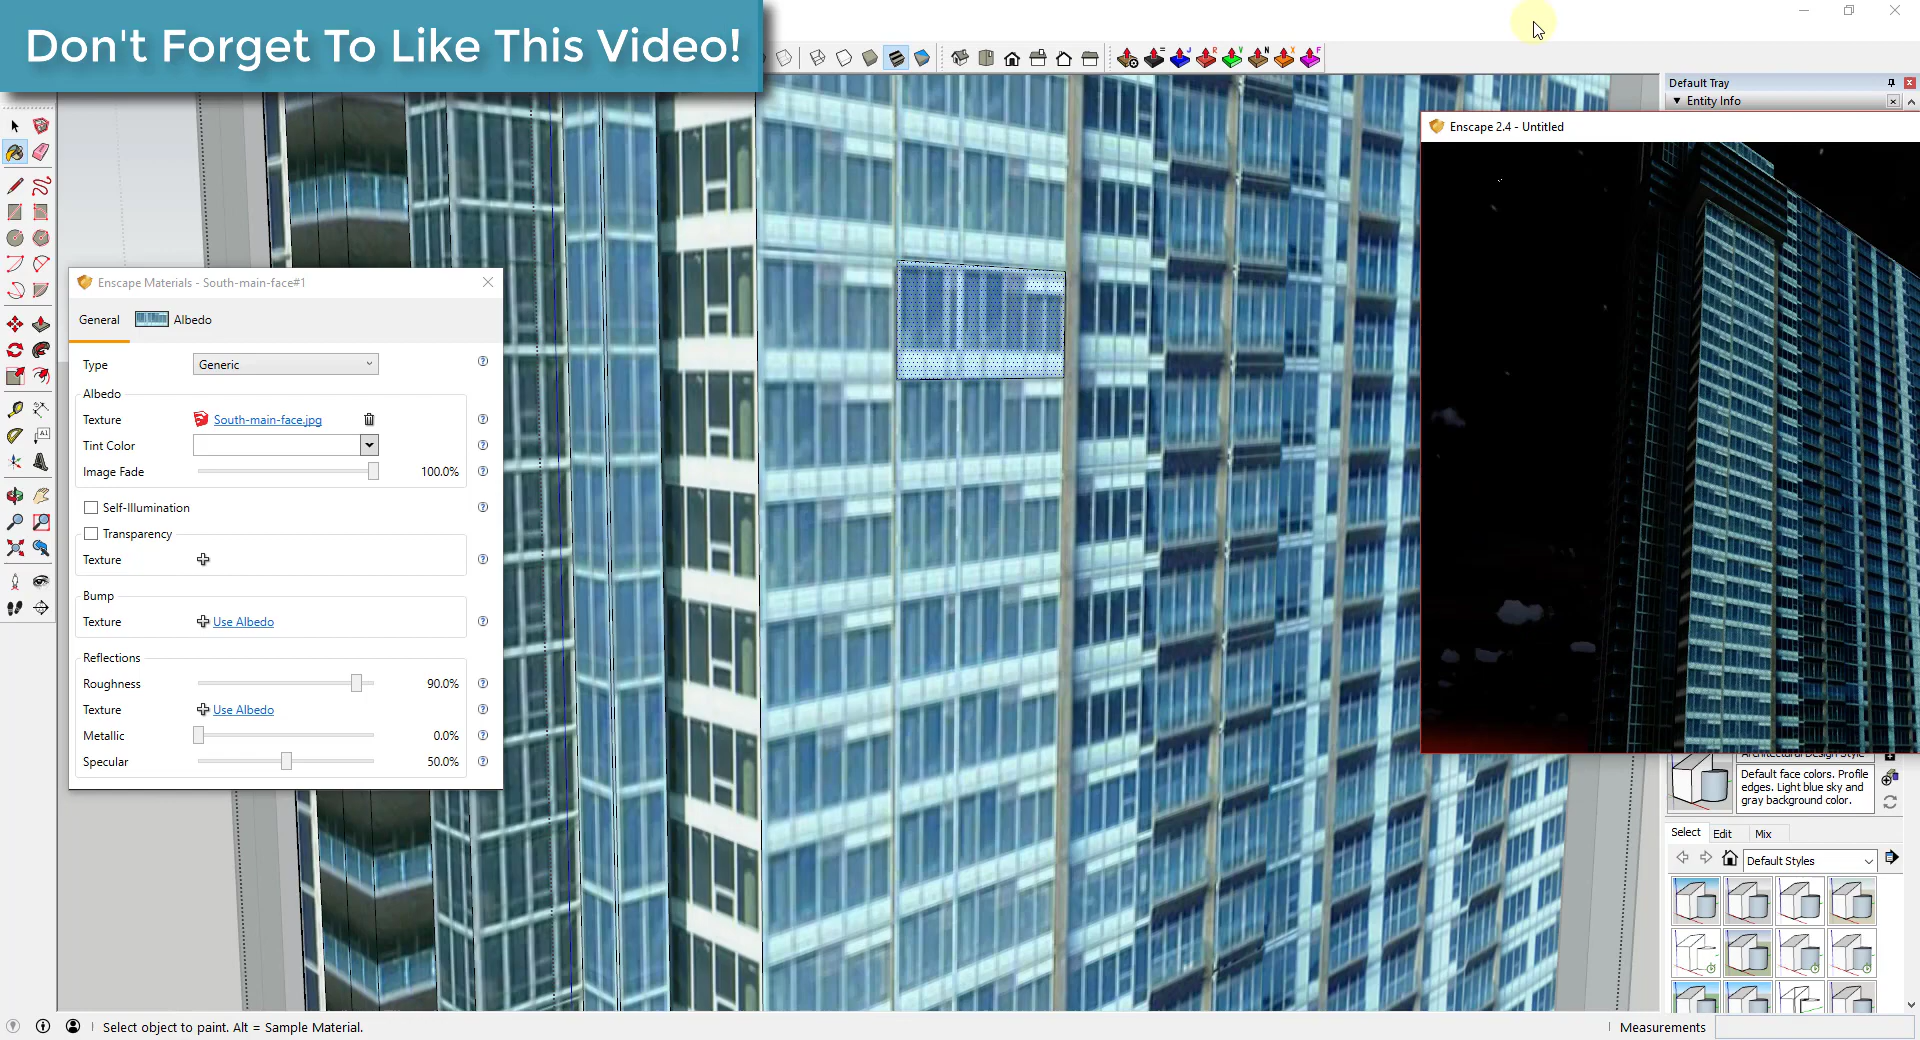 Don't Forget To Like This Video!
Default Tray
Entity Info
Enscape 2.4 - Untitled
Enscape Materials - South-main-face#1
General
Albedo
Type
Generic
Albedo
Texture
South-main-face.jpg
Tint Color
Image Fade
100.0%
Self-Illumination
Transparency
Texture
Bump
Texture
Use Albedo
Reflections
Roughness
90.0%
Texture
Use Albedo
Metallic
0.0%
Specular
50.0%
Architectural Design Style
Default face colors. Profile
edges. Light blue sky and
gray background color.
Select
Edit
Mix
Default Styles
Select object to paint. Alt = Sample Material.
Measurements